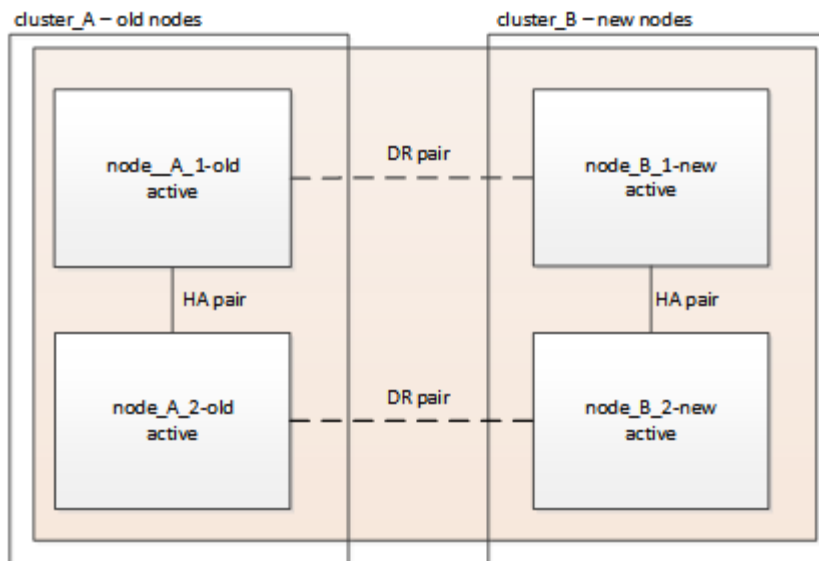 cluster_A – old nodes
cluster_B – new nodes
node__A_1-old
active
DR pair
node_B_1-new
active
HA pair
HA pair
node_A_2-old
active
DR pair
node_B_2-new
active